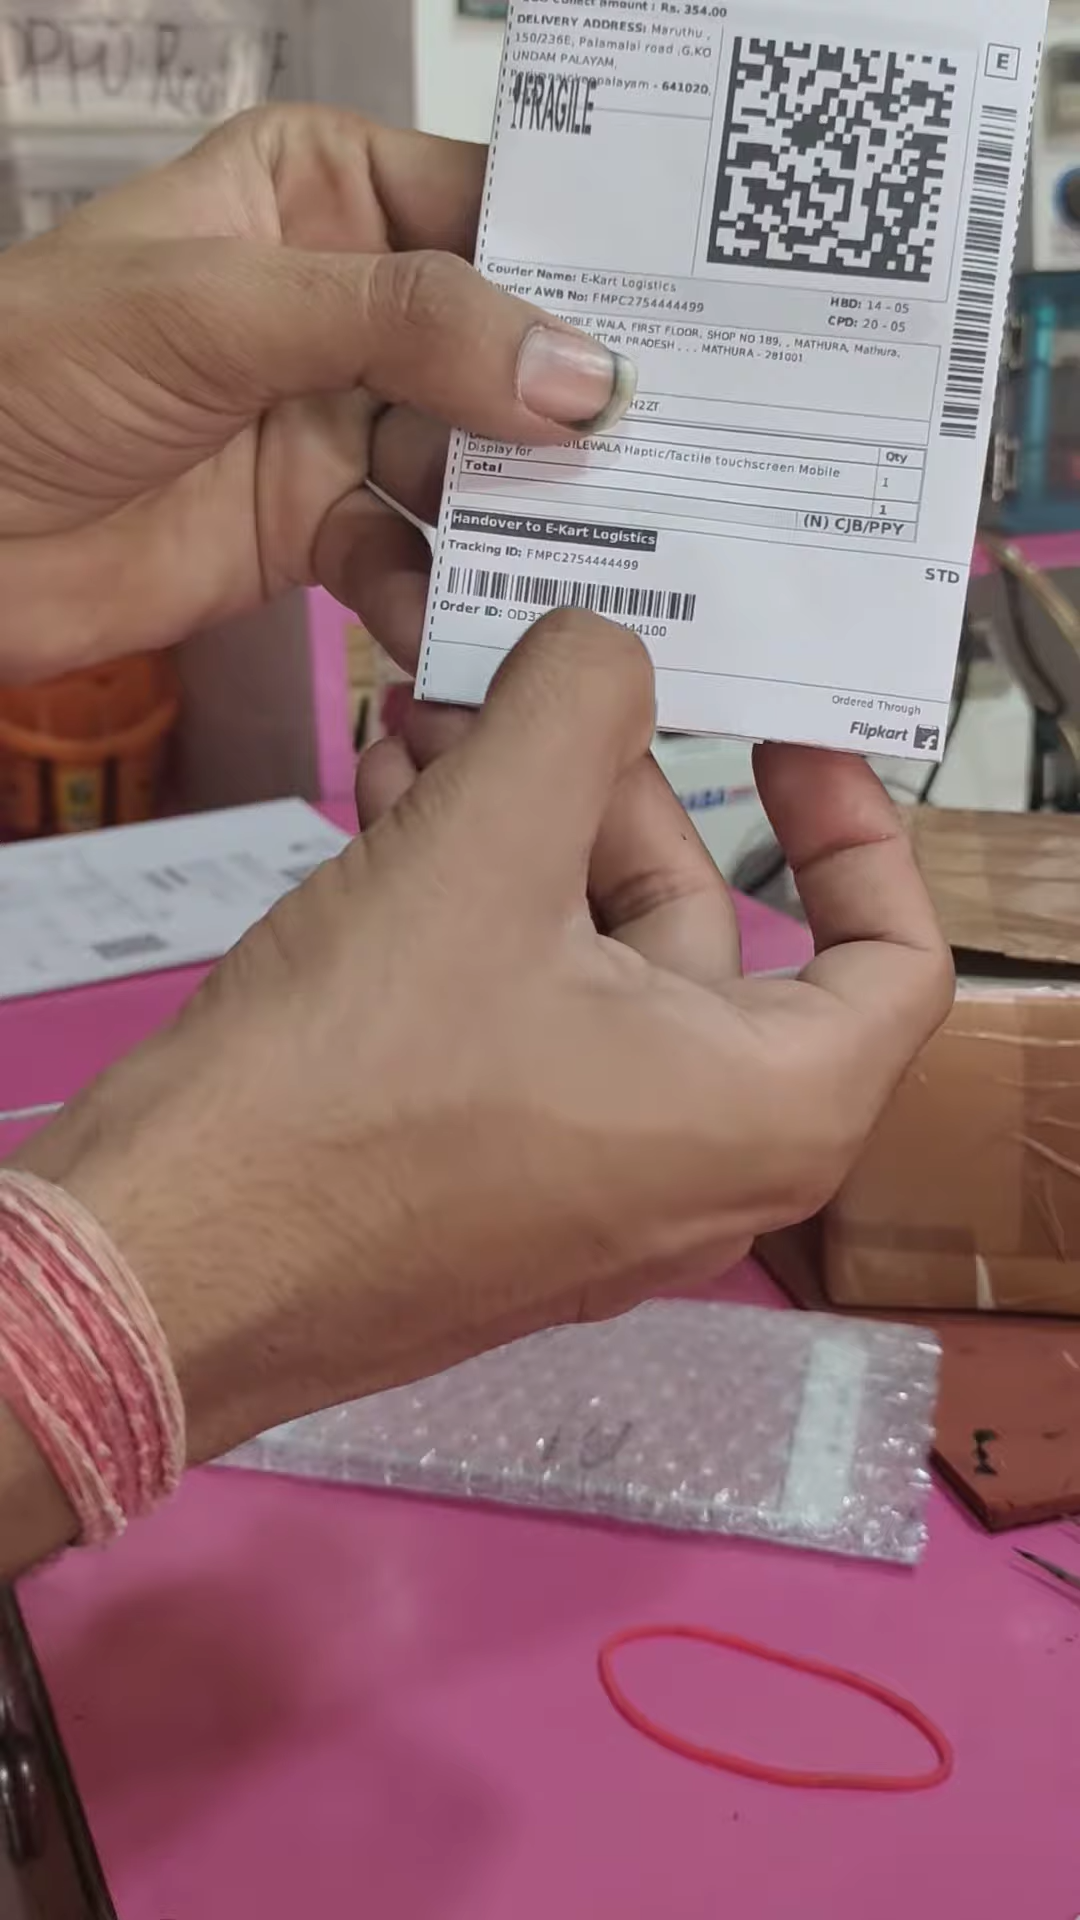 Collect amount : Rs. 354.00
DELIVERY ADDRESS: Maruthu ,
150/236E, Palamalai road ,G.KO
UNDAM PALAYAM,
palayam - 641020,
FRAGILE
E
Courier Name: E-Kart Logistics
Courier AWB No: FMPC2754444499
HBD: 14 - 05
CPD: 20 - 05
MOBILE WALA, FIRST FLOOR, SHOP NO 189, , MATHURA, Mathura,
UTTAR PRADESH , , , MATHURA - 281001
H2ZT
Haptic/Tactile touchscreen Mobile
Display for
Qty
1
Total
1
(N) CJB/PPY
Handover to E-Kart Logistics
Tracking ID: FMPC2754444499
STD
Order ID: OD3 44100
Ordered Through
Flipkart